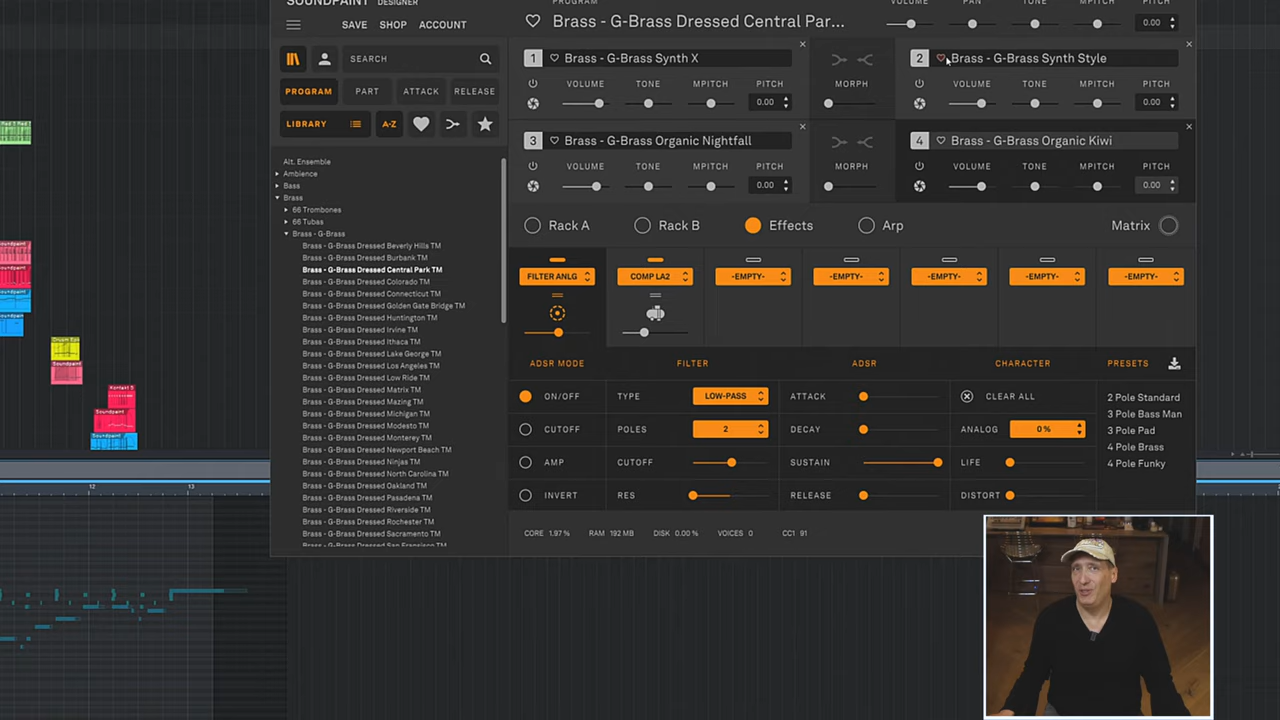 SOUNDPAINT DESIGNER
PROGRAM
VOLUME PAN TONE MPITCH PITCH
SAVE SHOP ACCOUNT
Brass - G-Brass Dressed Central Par...
0.00
SEARCH
1 Brass - G-Brass Synth X
2 Brass - G-Brass Synth Style
VOLUME TONE MPITCH PITCH MORPH VOLUME TONE MPITCH PITCH
PROGRAM PART ATTACK RELEASE
0.00 0.00
LIBRARY A-Z
3 Brass - G-Brass Organic Nightfall
4 Brass - G-Brass Organic Kiwi
VOLUME TONE MPITCH PITCH MORPH VOLUME TONE MPITCH PITCH
0.00 0.00
Alt. Ensemble
Ambience
Bass
Brass
66 Trombones
66 Tubas
Brass - G-Brass
Brass - G-Brass Dressed Beverly Hills TM
Brass - G-Brass Dressed Burbank TM
Brass - G-Brass Dressed Central Park TM
Brass - G-Brass Dressed Colorado TM
Brass - G-Brass Dressed Connecticut TM
Brass - G-Brass Dressed Golden Gate Bridge TM
Brass - G-Brass Dressed Huntington TM
Brass - G-Brass Dressed Irvine TM
Brass - G-Brass Dressed Ithaca TM
Brass - G-Brass Dressed Lake George TM
Brass - G-Brass Dressed Los Angeles TM
Brass - G-Brass Dressed Low Ride TM
Brass - G-Brass Dressed Matrix TM
Brass - G-Brass Dressed Mazing TM
Brass - G-Brass Dressed Michigan TM
Brass - G-Brass Dressed Modesto TM
Brass - G-Brass Dressed Monterey TM
Brass - G-Brass Dressed Newport Beach TM
Brass - G-Brass Dressed Ninjas TM
Brass - G-Brass Dressed North Carolina TM
Brass - G-Brass Dressed Oakland TM
Brass - G-Brass Dressed Pasadena TM
Brass - G-Brass Dressed Riverside TM
Brass - G-Brass Dressed Rochester TM
Brass - G-Brass Dressed Sacramento TM
Brass - G-Brass Dressed San Fransisco TM
Rack A Rack B Effects Arp Matrix
FILTER ANLG COMP LA2 -EMPTY- -EMPTY- -EMPTY- -EMPTY- -EMPTY-
ADSR MODE FILTER ADSR CHARACTER PRESETS
ON/OFF TYPE LOW-PASS ATTACK CLEAR ALL
CUTOFF POLES 2 DECAY ANALOG 0 %
AMP CUTOFF SUSTAIN LIFE
INVERT RES RELEASE DISTORT
2 Pole Standard
3 Pole Bass Man
3 Pole Pad
4 Pole Brass
4 Pole Funky
CORE 1.97 % RAM 192 MB DISK 0.00 % VOICES 0 CC1 91
12 13
Soundpaint
Kontakt 5
Soundpaint
Soundpaint